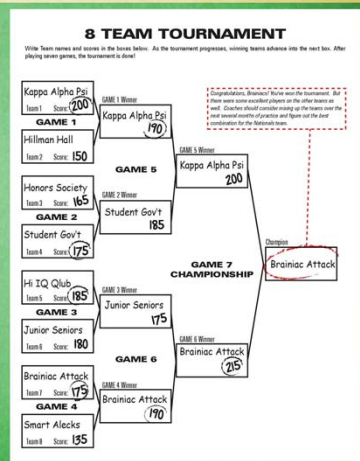 8 TEAM TOURNAMENT
Write Team names and scores in the boxes below. As the tournament progresses, winning teams advance into the next box. After
playing seven games, the tournament is done!
Kappa Alpha Psi
Team 1 Score: 200
GAME 1
Hillman Hall
Team 2 Score: 150
Honors Society
Team 3 Score: 165
GAME 2
Student Gov't
Team 4 Score: 175
Hi IQ Qlub
Team 5 Score: 185
GAME 3
Junior Seniors
Team 6 Score: 180
Brainiac Attack
Team 7 Score: 175
GAME 4
Smart Alecks
Team 8 Score: 135
GAME 1 Winner
Kappa Alpha Psi
190
GAME 5
GAME 2 Winner
Student Gov't
185
GAME 3 Winner
Junior Seniors
175
GAME 6
GAME 4 Winner
Brainiac Attack
190
GAME 5 Winner
Kappa Alpha Psi
200
GAME 7
CHAMPIONSHIP
GAME 6 Winner
Brainiac Attack
215
Congratulations, Brainiacs! You've won the tournament. But
there were some excellent players on the other teams as
well. Coaches should consider mixing up the teams over the
next several months of practice and figure out the best
combination for the Nationals team.
Champion
Brainiac Attack